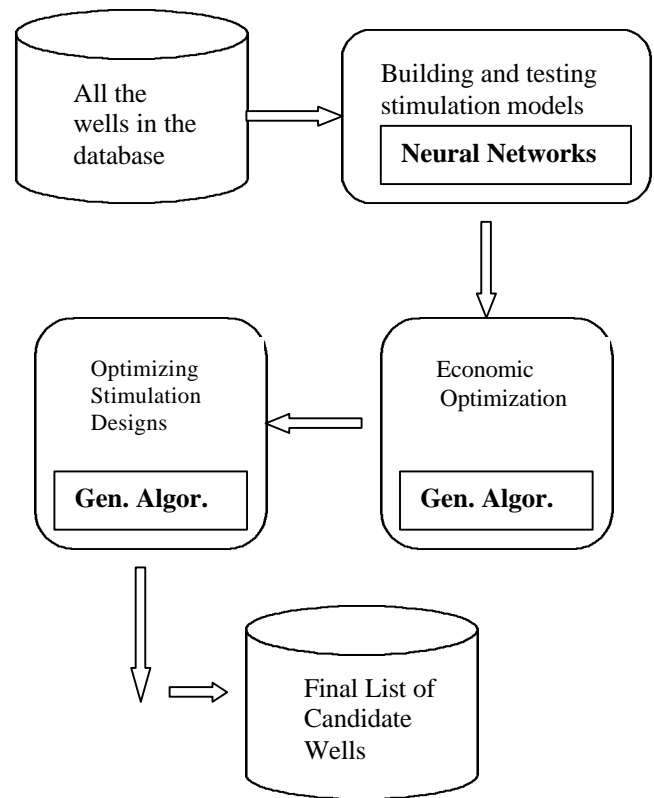 All the
wells in the
database
Building and testing
stimulation models
Neural Networks
Economic
Optimization
Gen. Algor.
Optimizing
Stimulation
Designs
Gen. Algor.
Final List of
Candidate
Wells